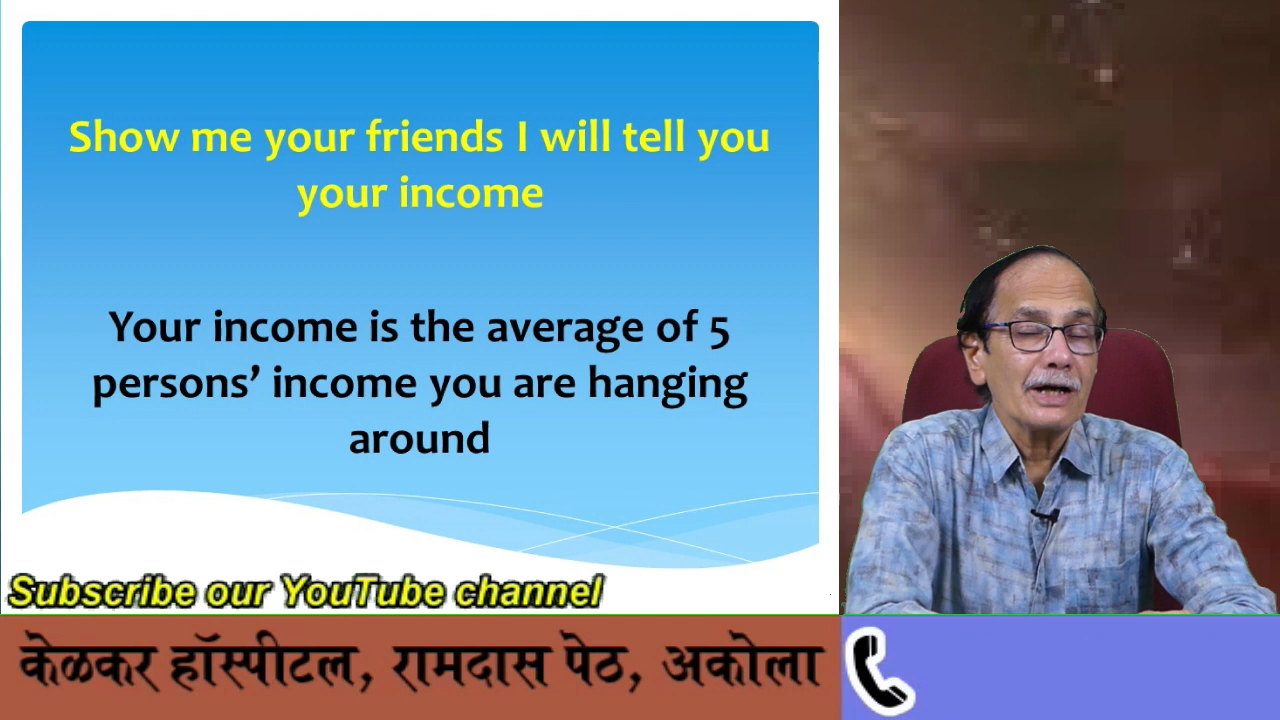 Show me your friends I will tell you
your income
Your income is the average of 5
persons’ income you are hanging
around
Subscribe our YouTube channel
केळकर हॉस्पीटल, रामदास पेठ, अकोला